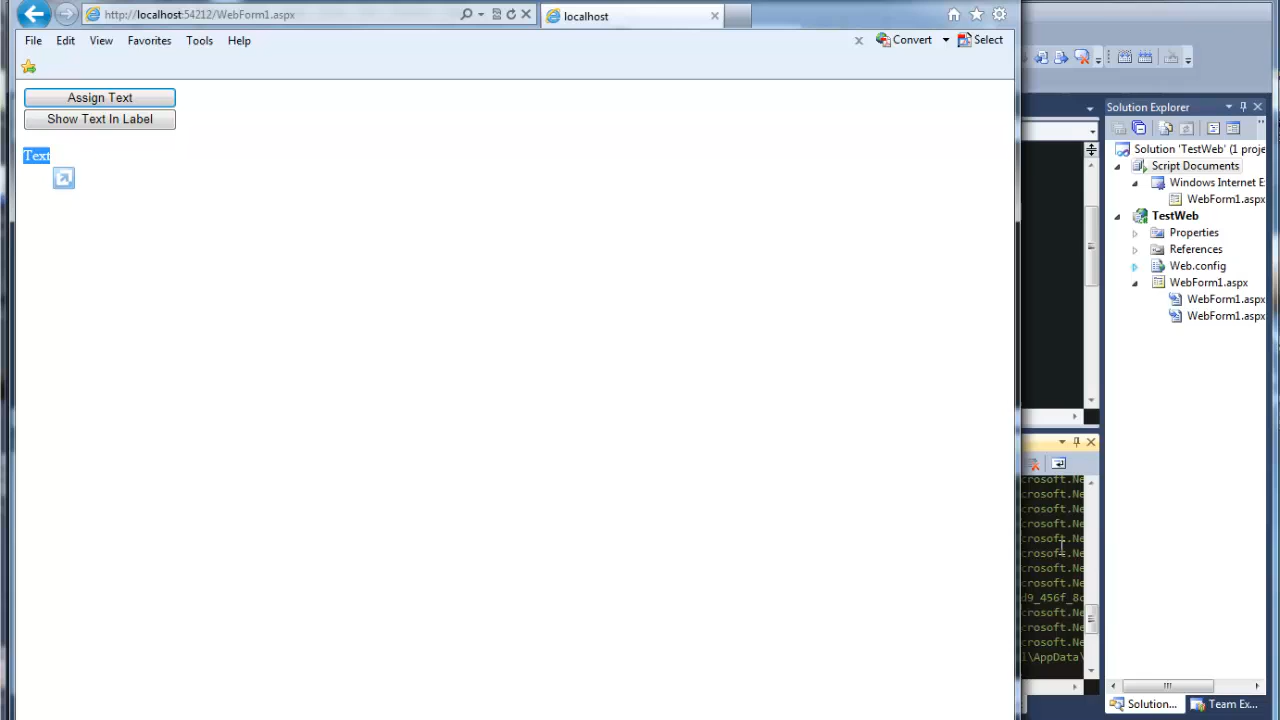 http://localhost:54212/WebForm1.aspx
localhost
File Edit View Favorites Tools Help
Convert Select
Assign Text
Show Text In Label
Text
Solution Explorer
Solution 'TestWeb' (1 proje
Script Documents
Windows Internet E
WebForm1.aspx
TestWeb
Properties
References
Web.config
WebForm1.aspx
WebForm1.aspx
WebForm1.aspx
crosoft.Ne
crosoft.Ne
crosoft.Ne
crosoft.Ne
crosoft.Ne
crosoft.Ne
crosoft.Ne
crosoft.Ne
d9_456f_8c
crosoft.Ne
crosoft.Ne
crosoft.Ne
l\AppData\
Solution... Team Ex...